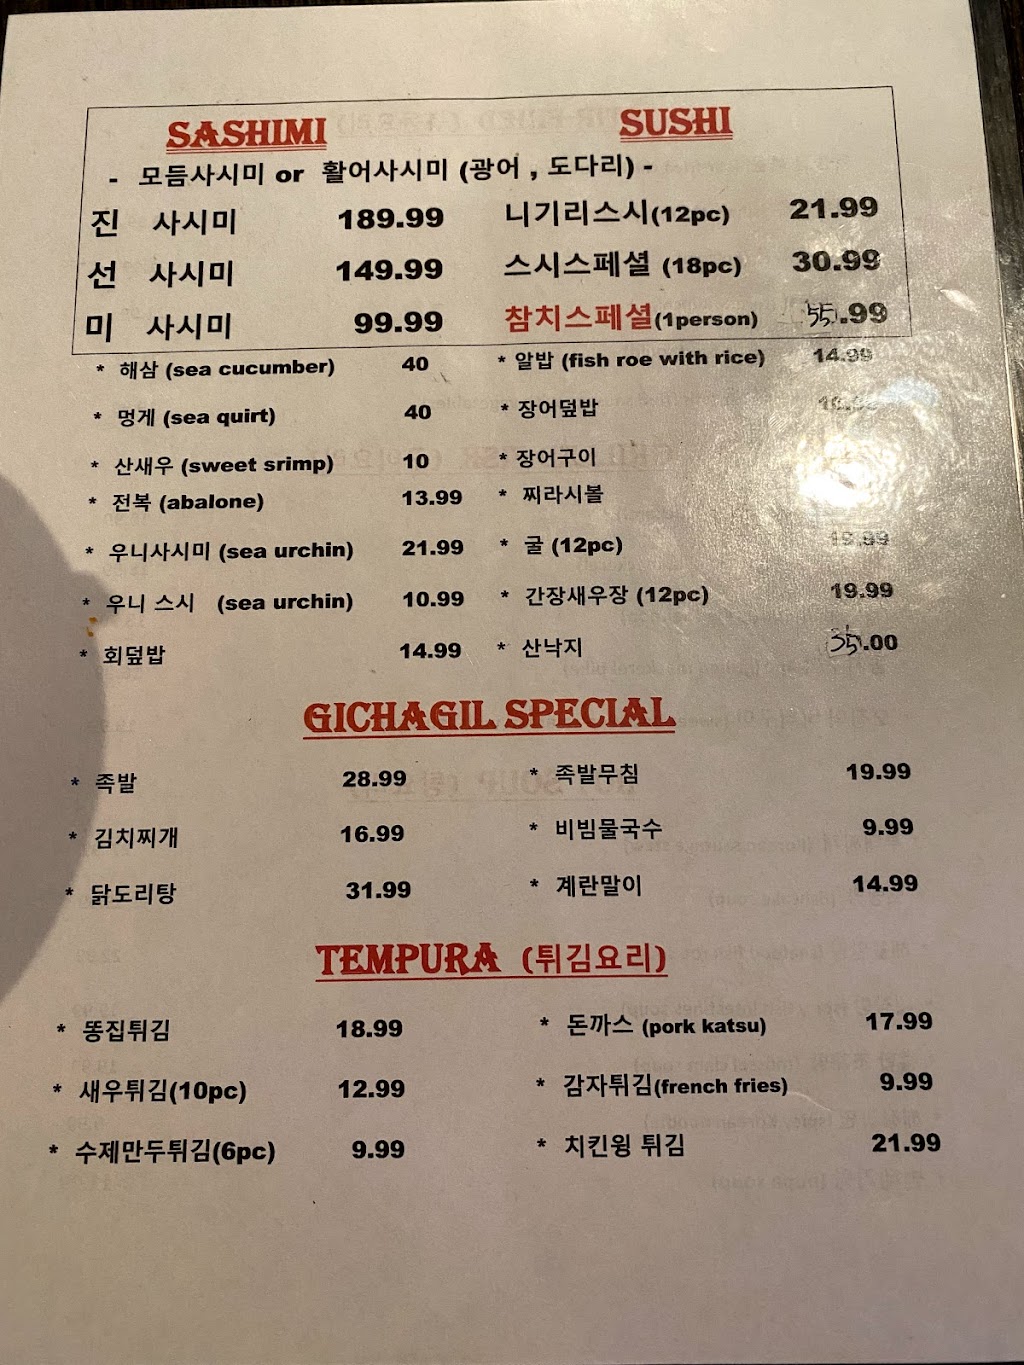 SASHIMI SUSHI
- 모듬사시미 or 활어사시미 (광어 , 도다리) -
진 사시미 189.99 니기리스시(12pc) 21.99
선 사시미 149.99 스시스페셜 (18pc) 30.99
미 사시미 99.99 참치스페셜(1person) 55.99
* 해삼 (sea cucumber) 40 * 알밥 (fish roe with rice) 14.99
* 멍게 (sea quirt) 40 * 장어덮밥
* 산새우 (sweet srimp) 10 * 장어구이
* 전복 (abalone) 13.99 * 찌라시볼
* 우니사시미 (sea urchin) 21.99 * 굴 (12pc) 19.99
* 우니 스시 (sea urchin) 10.99 * 간장새우장 (12pc) 19.99
* 회덮밥 14.99 * 산낙지 35.00
GICHAGIL SPECIAL
* 족발 28.99 * 족발무침 19.99
* 김치찌개 16.99 * 비빔물국수 9.99
* 닭도리탕 31.99 * 계란말이 14.99
TEMPURA (튀김요리)
* 똥집튀김 18.99 * 돈까스 (pork katsu) 17.99
* 새우튀김(10pc) 12.99 * 감자튀김(french fries) 9.99
* 수제만두튀김(6pc) 9.99 * 치킨윙 튀김 21.99